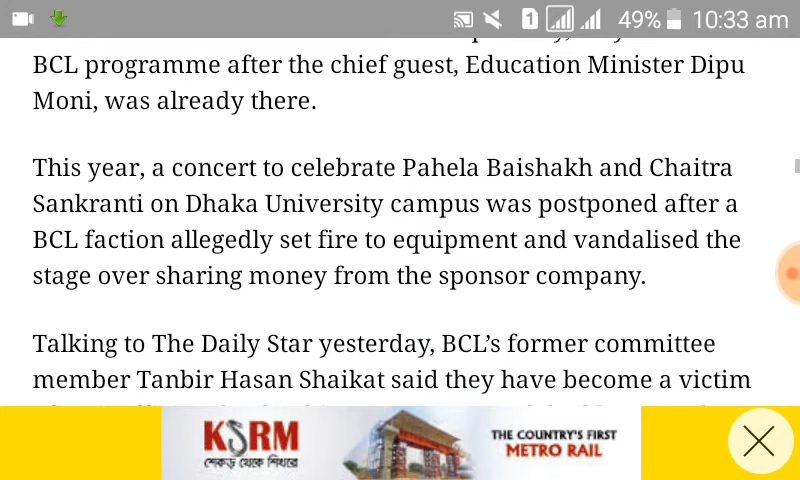 1 49% 10:33 am
BCL programme after the chief guest, Education Minister Dipu
Moni, was already there.
This year, a concert to celebrate Pahela Baishakh and Chaitra
Sankranti on Dhaka University campus was postponed after a
BCL faction allegedly set fire to equipment and vandalised the
stage over sharing money from the sponsor company.
Talking to The Daily Star yesterday, BCL’s former committee
member Tanbir Hasan Shaikat said they have become a victim
KSRM
শেকড় থেকে শিখরে
THE COUNTRY'S FIRST
METRO RAIL